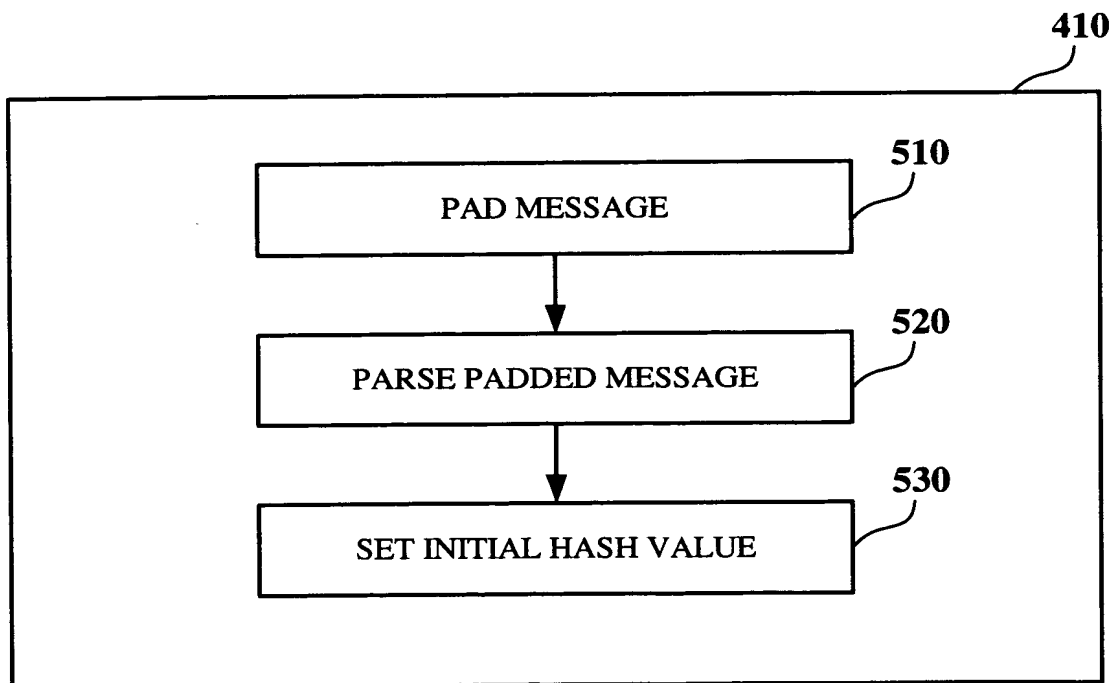 410
510
PAD MESSAGE
520
PARSE PADDED MESSAGE
530
SET INITIAL HASH VALUE